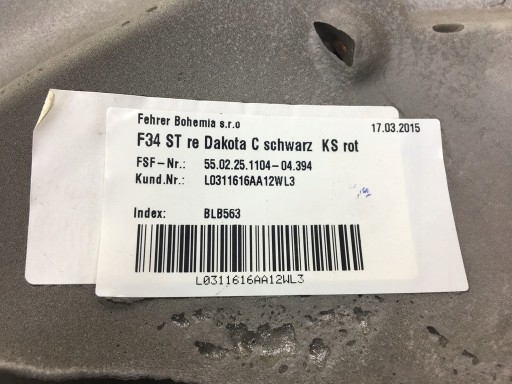 Fehrer Bohemia s.r.o 17.03.2015
F34 ST re Dakota C schwarz KS rot
FSF-Nr.: 55.02.25.1104-04.394
Kund.Nr.: L0311616AA12WL3
Index: BLB563
L0311616AA12WL3